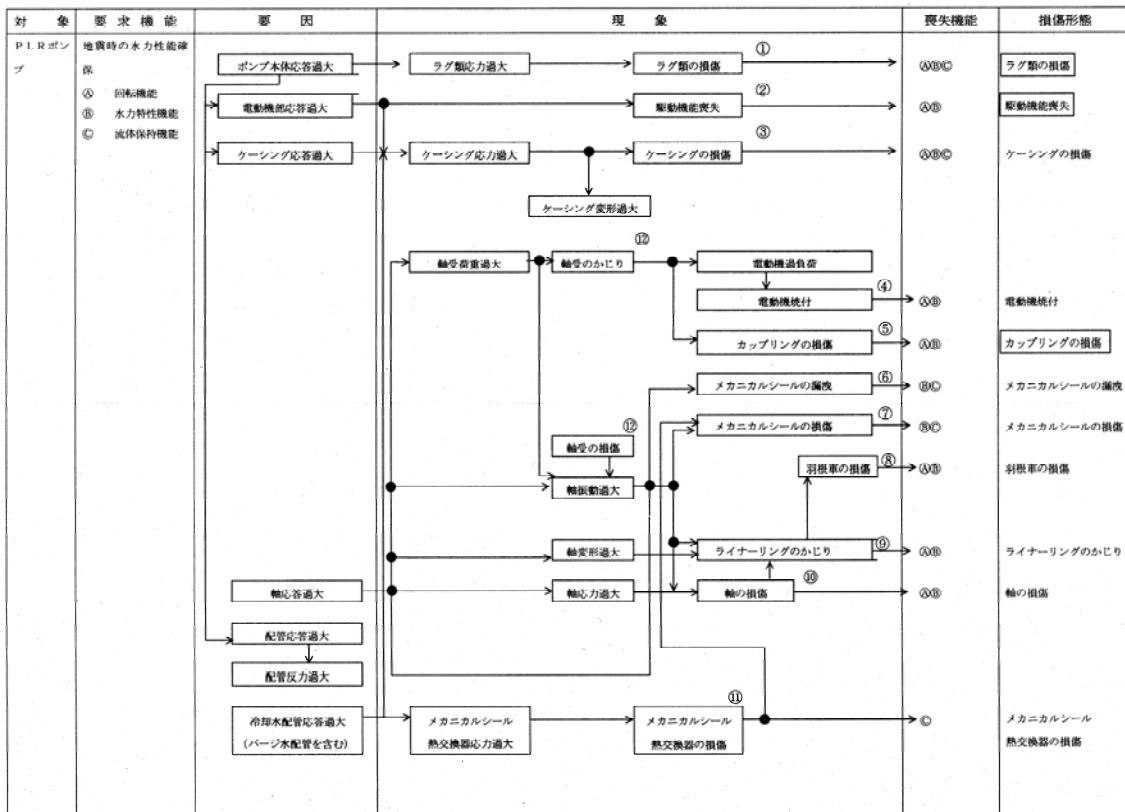 対 象 要 求 機 能 要 因 現 象 喪失機能 損傷形態
PLRポン 地震時の水力性能確
プ 保
Ⓐ 回転機能
Ⓑ 水力特性機能
Ⓒ 流体保持機能
ポンプ本体応答過大 ラグ類応力過大 ラグ類の損傷 ① ⒶⒷⒸ ラグ類の損傷
電動機部応答過大 駆動機能喪失 ② ⒶⒷ 駆動機能喪失
ケーシング応答過大 ケーシング応力過大 ケーシングの損傷 ③ ⒶⒷⒸ ケーシングの損傷
ケーシング変形過大
軸受荷重過大 軸受のかじり ⑫ 電動機過負荷
電動機焼付 ④ ⒶⒷ 電動機焼付
カップリングの損傷 ⑤ ⒶⒷ カップリングの損傷
メカニカルシールの漏洩 ⑥ ⒷⒸ メカニカルシールの漏洩
メカニカルシールの損傷 ⑦ ⒷⒸ メカニカルシールの損傷
軸受の損傷 ⑫
羽根車の損傷 ⑧ ⒶⒷ 羽根車の損傷
軸振動過大
軸変形過大 ライナーリングのかじり ⑨ ⒶⒷ ライナーリングのかじり
軸応答過大 軸応力過大 軸の損傷 ⑩ ⒶⒷ 軸の損傷
配管応答過大
配管反力過大
冷却水配管応答過大 メカニカルシール メカニカルシール ⑪ Ⓒ メカニカルシール
(パージ水配管を含む) 熱交換器応力過大 熱交換器の損傷 熱交換器の損傷